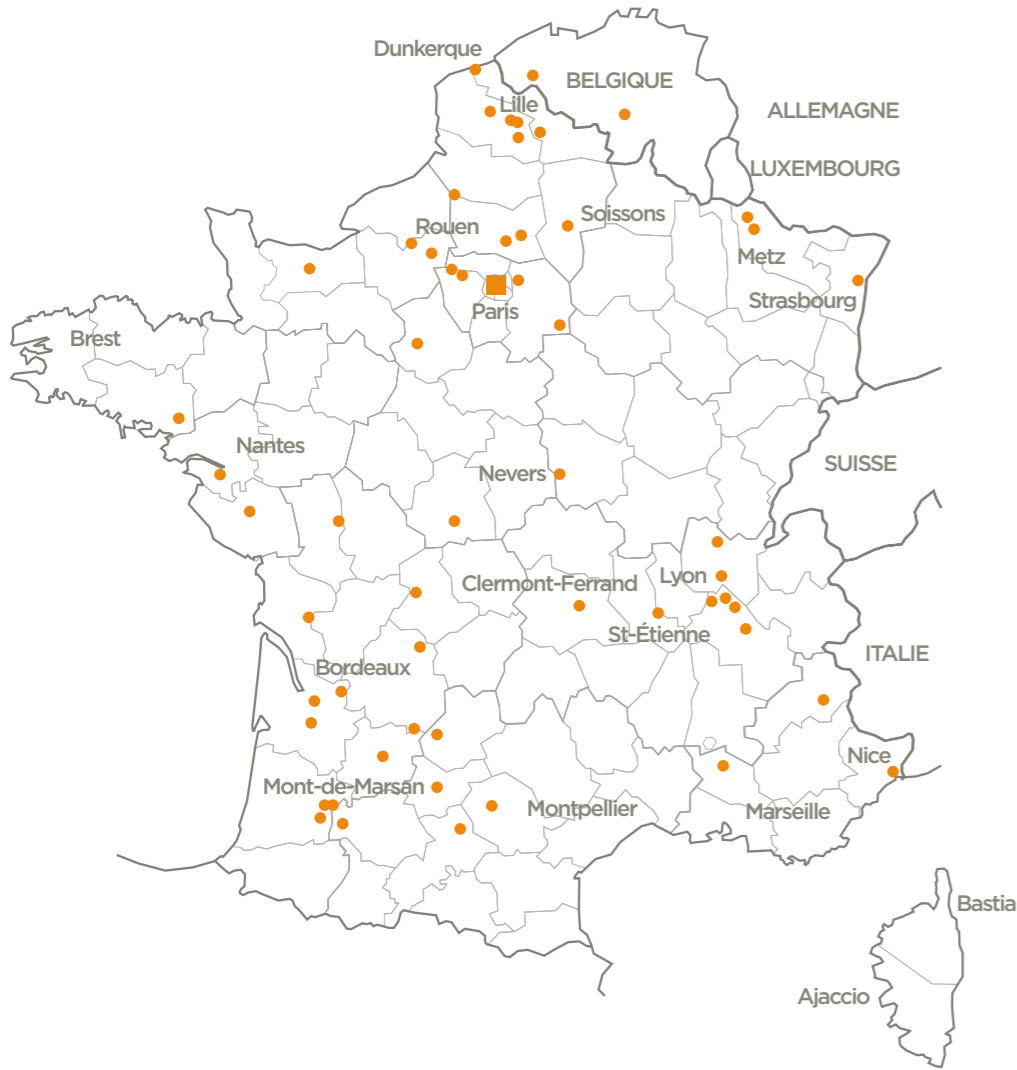 Dunkerque
BELGIQUE
Lille
ALLEMAGNE
LUXEMBOURG
Soissons
Rouen
Metz
Strasbourg
Paris
Brest
Nantes
SUISSE
Nevers
Lyon
Clermont-Ferrand
St-Étienne
ITALIE
Bordeaux
Nice
Mont-de-Marsan
Montpellier
Marseille
Bastia
Ajaccio